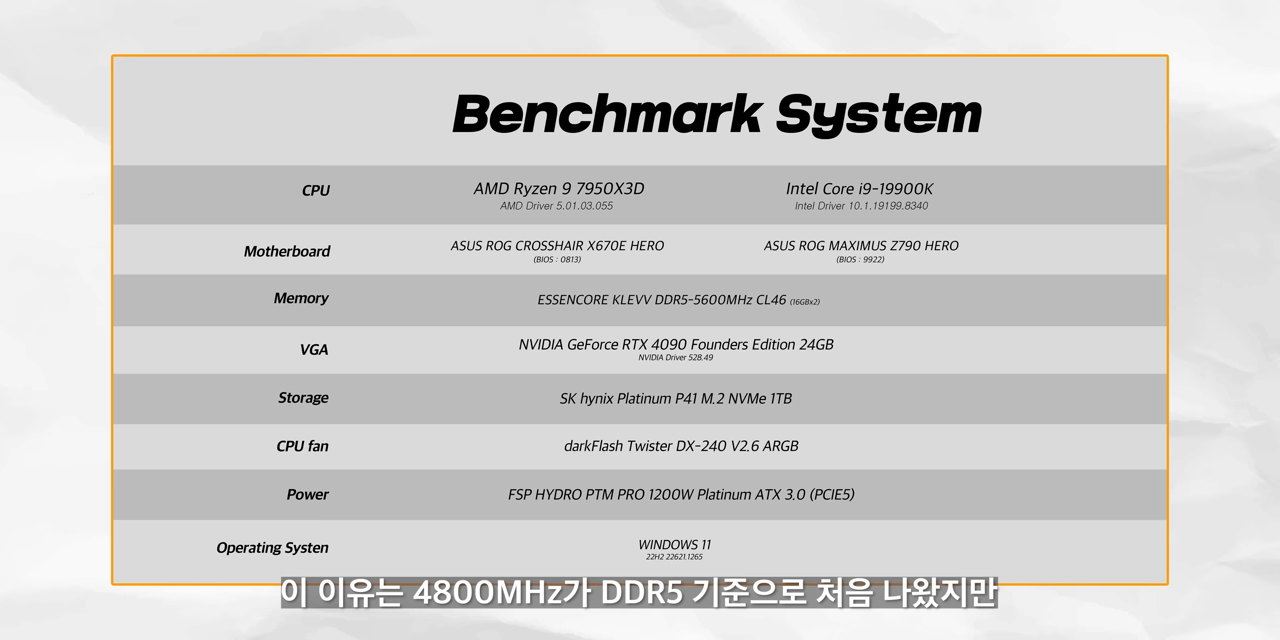 Benchmark System
CPU
AMD Ryzen 9 7950X3D
Intel Core i9-19900K
AMD Driver 5.01.03.055
Intel Driver 10.1.19199.8340
Motherboard
ASUS ROG CROSSHAIR X670E HERO
ASUS ROG MAXIMUS Z790 HERO
(BIOS : 0813)
(BIOS : 9922)
Memory
ESSENCORE KLEVV DDR5-5600MHz CL46 (16GBx2)
VGA
NVIDIA GeForce RTX 4090 Founders Edition 24GB
NVIDIA Driver 528.49
Storage
SK hynix Platinum P41 M.2 NVMe 1TB
CPU fan
darkFlash Twister DX-240 V2.6 ARGB
Power
FSP HYDRO PTM PRO 1200W Platinum ATX 3.0 (PCIE5)
Operating Systen
WINDOWS 11
22H2 22621.1265
이 이유는 4800MHz가 DDR5 기준으로 처음 나왔지만